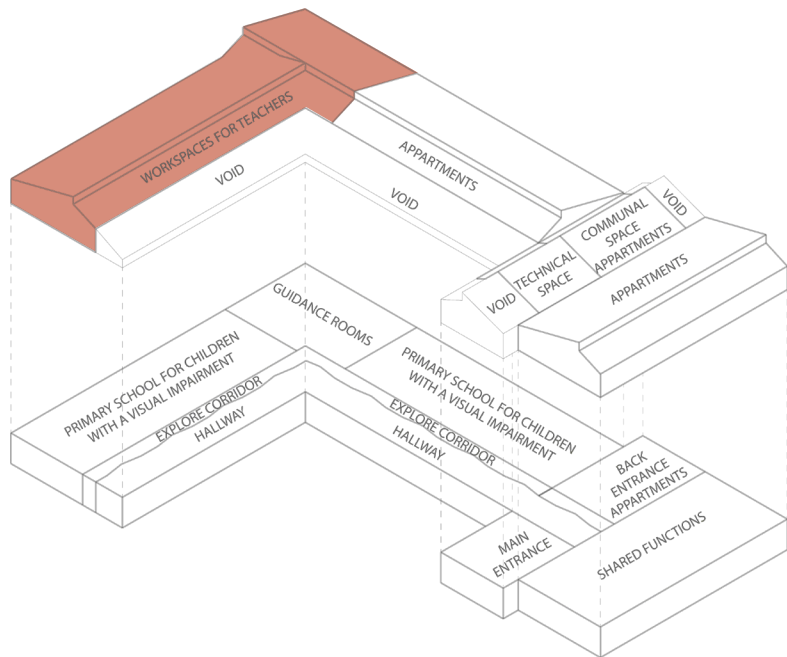 WORKSPACES FOR TEACHERS
VOID
APPARTMENTS
VOID
VOID
TECHNICAL
SPACE
COMMUNAL
SPACE
APPARTMENTS
VOID
APPARTMENTS
GUIDANCE ROOMS
PRIMARY SCHOOL FOR CHILDREN
WITH A VISUAL IMPAIRMENT
EXPLORE CORRIDOR
HALLWAY
PRIMARY SCHOOL FOR CHILDREN
WITH A VISUAL IMPAIRMENT
EXPLORE CORRIDOR
HALLWAY
BACK
ENTRANCE
APPARTMENTS
MAIN
ENTRANCE
SHARED FUNCTIONS